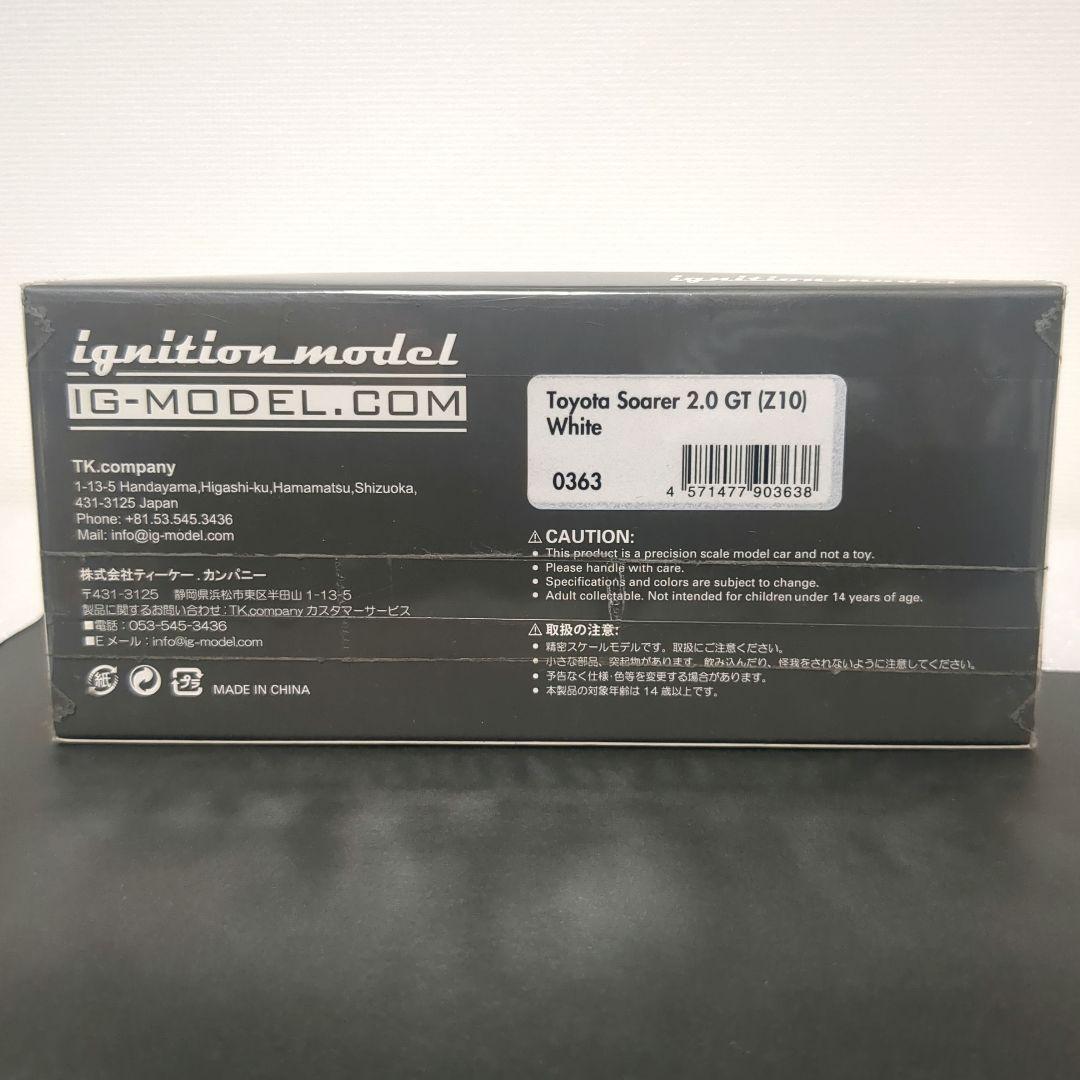 ignition model
ignition model
IG-MODEL.COM
TK.company
1-13-5 Handayama,Higashi-ku,Hamamatsu,Shizuoka,
431-3125 Japan
Phone: +81.53.545.3436
Mail: info@ig-model.com
株式会社ティーケー.カンパニー
〒431-3125 静岡県浜松市東区半田山1-13-5
製品に関するお問い合わせ:TK.company カスタマーサービス
■電話:053-545-3436
■Eメール:info@ig-model.com
紙 プラ MADE IN CHINA
Toyota Soarer 2.0 GT (Z10)
White
0363
4 571477 903638
⚠CAUTION:
• This product is a precision scale model car and not a toy.
• Please handle with care.
• Specifications and colors are subject to change.
• Adult collectable. Not intended for children under 14 years of age.
⚠取扱の注意:
• 精密スケールモデルです。取扱にご注意ください。
• 小さな部品、突起物があります。飲み込んだり、怪我をされないように注意してください。
• 予告なく仕様・色等を変更する場合があります。
• 本製品の対象年齢は14歳以上です。